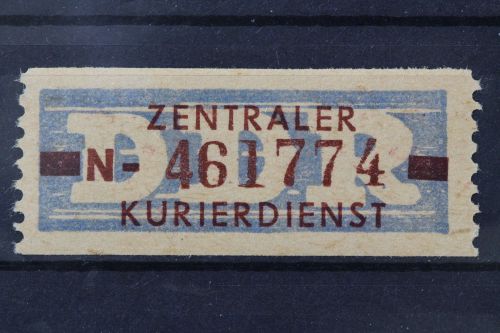 DDR
ZENTRALER
N- 461774
KURIERDIENST